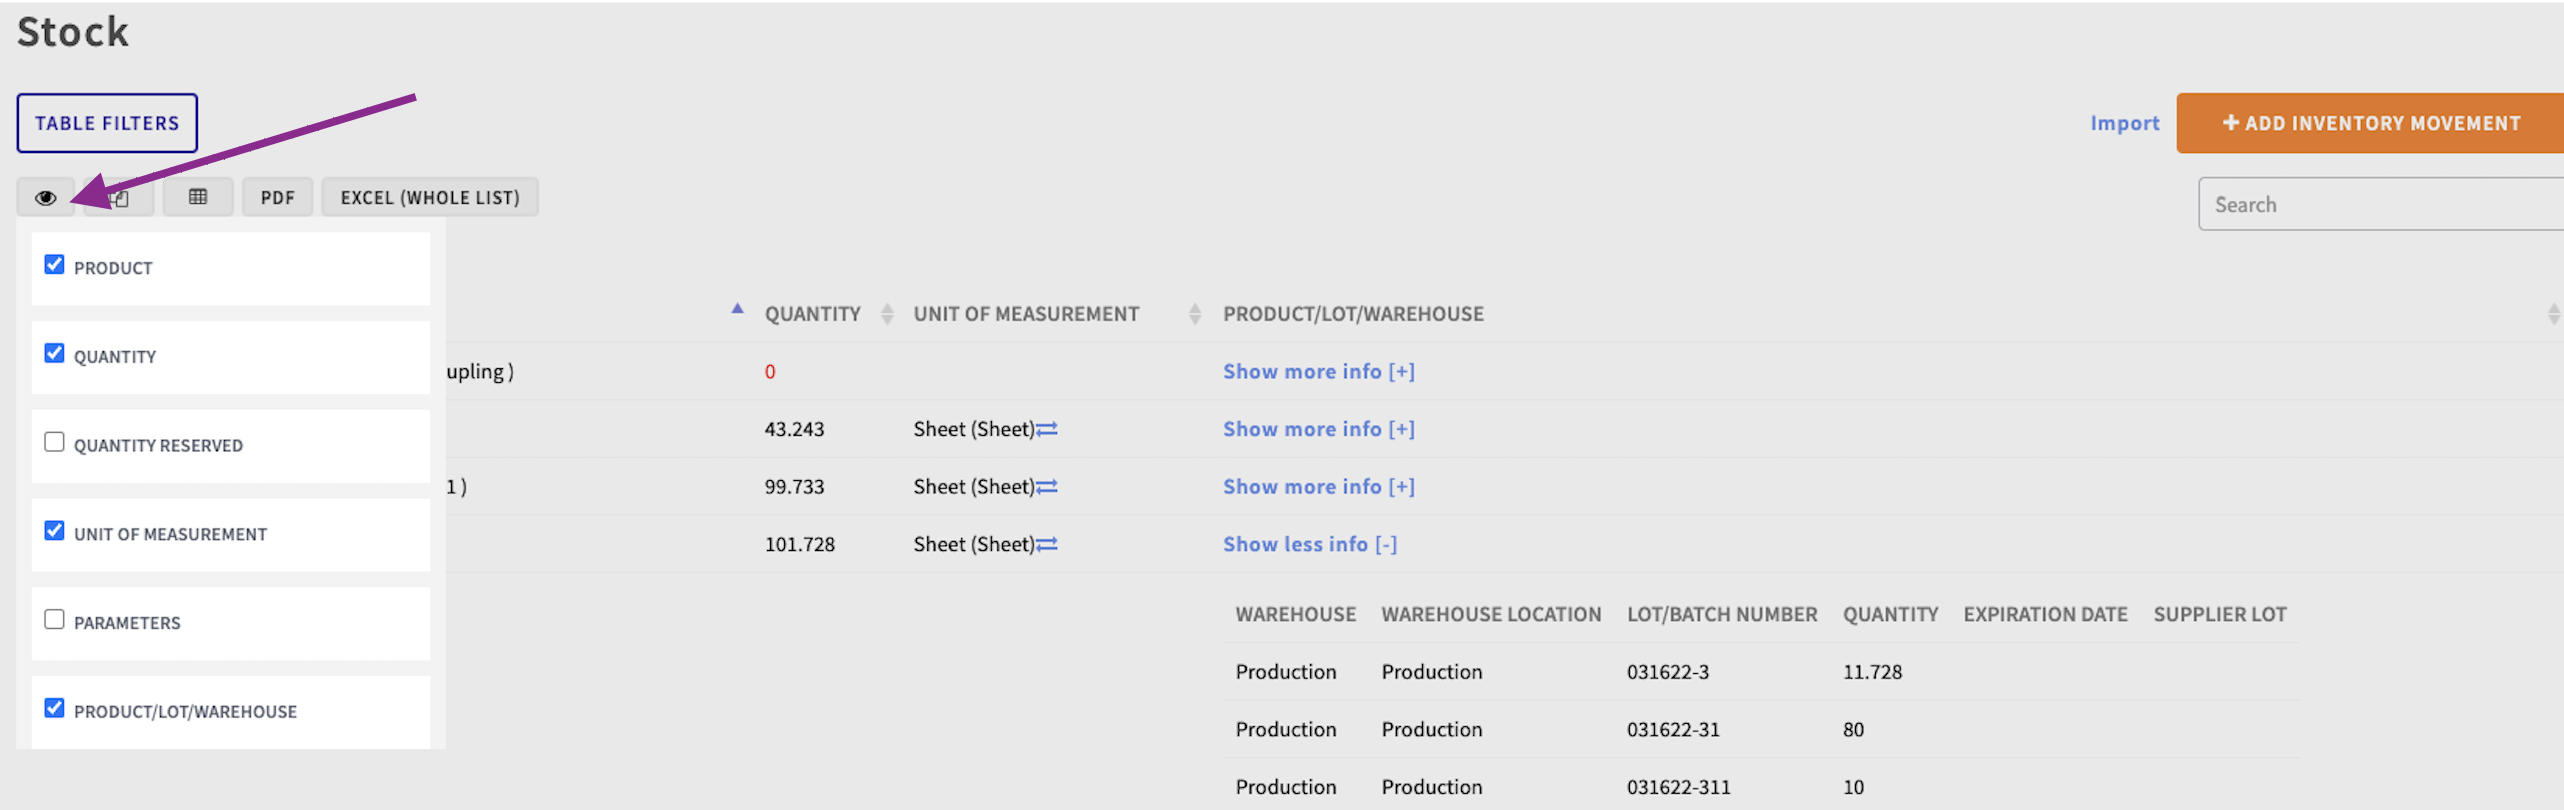 Stock
TABLE FILTERS
Import
+ ADD INVENTORY MOVEMENT
PDF
EXCEL (WHOLE LIST)
Search
PRODUCT
QUANTITY
QUANTITY RESERVED
UNIT OF MEASUREMENT
PARAMETERS
PRODUCT/LOT/WAREHOUSE
QUANTITY UNIT OF MEASUREMENT PRODUCT/LOT/WAREHOUSE
upling ) 0 Show more info [+]
43.243 Sheet (Sheet) Show more info [+]
1 ) 99.733 Sheet (Sheet) Show more info [+]
101.728 Sheet (Sheet) Show less info [-]
WAREHOUSE WAREHOUSE LOCATION LOT/BATCH NUMBER QUANTITY EXPIRATION DATE SUPPLIER LOT
Production Production 031622-3 11.728
Production Production 031622-31 80
Production Production 031622-311 10